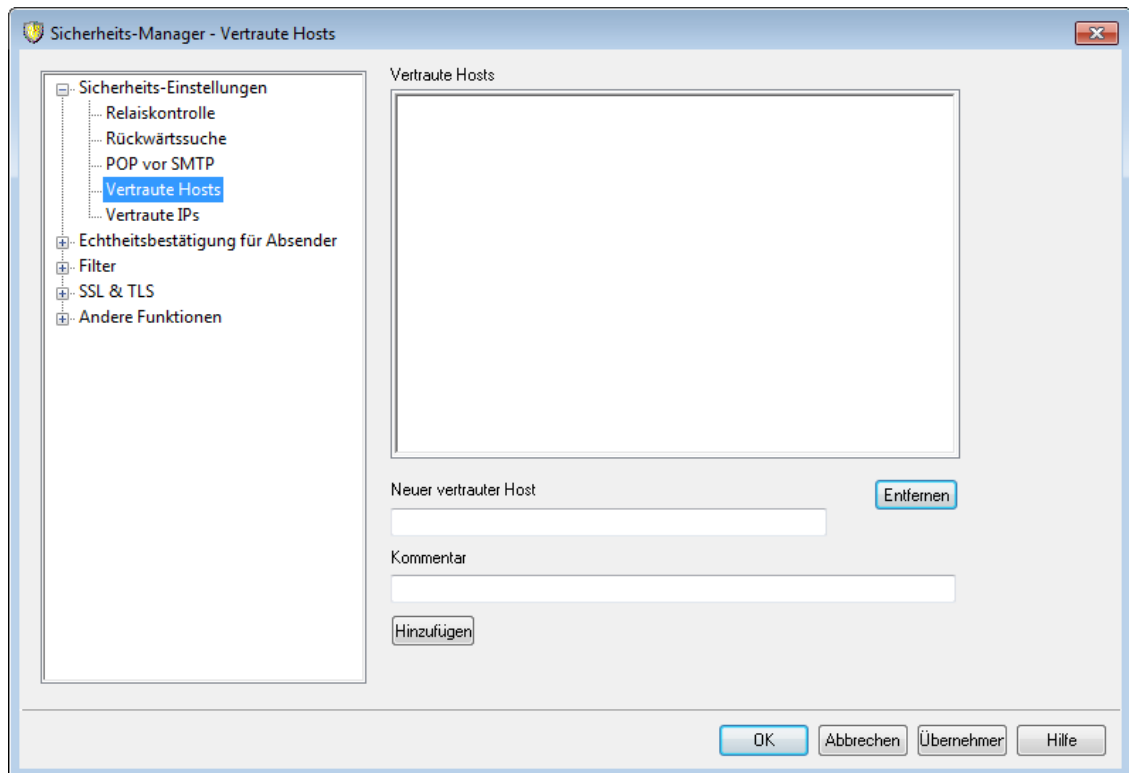 Sicherheits-Manager - Vertraute Hosts
Sicherheits-Einstellungen
Relaiskontrolle
Rückwärtssuche
POP vor SMTP
Vertraute Hosts
Vertraute IPs
Echtheitsbestätigung für Absender
Filter
SSL & TLS
Andere Funktionen
Vertraute Hosts
Neuer vertrauter Host
Entfernen
Kommentar
Hinzufügen
OK
Abbrechen
Übernehmer
Hilfe